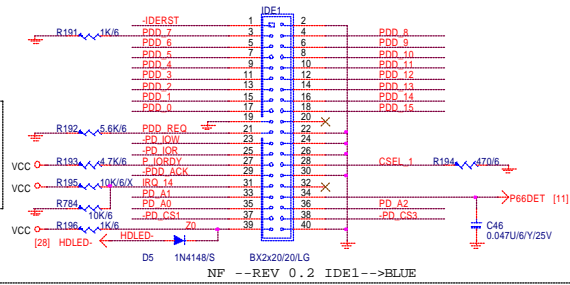 IDE1
-IDERST 1 2
R191 1K/6 PDD_7 3 4 PDD_8
PDD_6 5 6 PDD_9
PDD_5 7 8 PDD_10
PDD_4 9 10 PDD_11
PDD_3 11 12 PDD_12
PDD_2 13 14 PDD_13
PDD_1 15 16 PDD_14
PDD_0 17 18 PDD_15
19 20
R192 5.6K/6 PDD_REQ 21 22
-PD_IOW 23 24
-PD_IOR 25 26
VCC R193 4.7K/6 P_IORDY 27 28 CSEL_1 R194 470/6
-PDD_ACK 29 30
VCC R195 10K/6/X IRQ_14 31 32
PD_A1 33 34 P66DET [11]
R784 10K/6 PD_A0 35 36 PD_A2
-PD_CS1 37 38 -PD_CS3
VCC R196 1K/6 Z0 39 40
C46
0.047U/6/Y/25V
[28] HDLED- HDLED-
D5 1N4148/S BX2x20/20/LG
NF --REV 0.2 IDE1-->BLUE